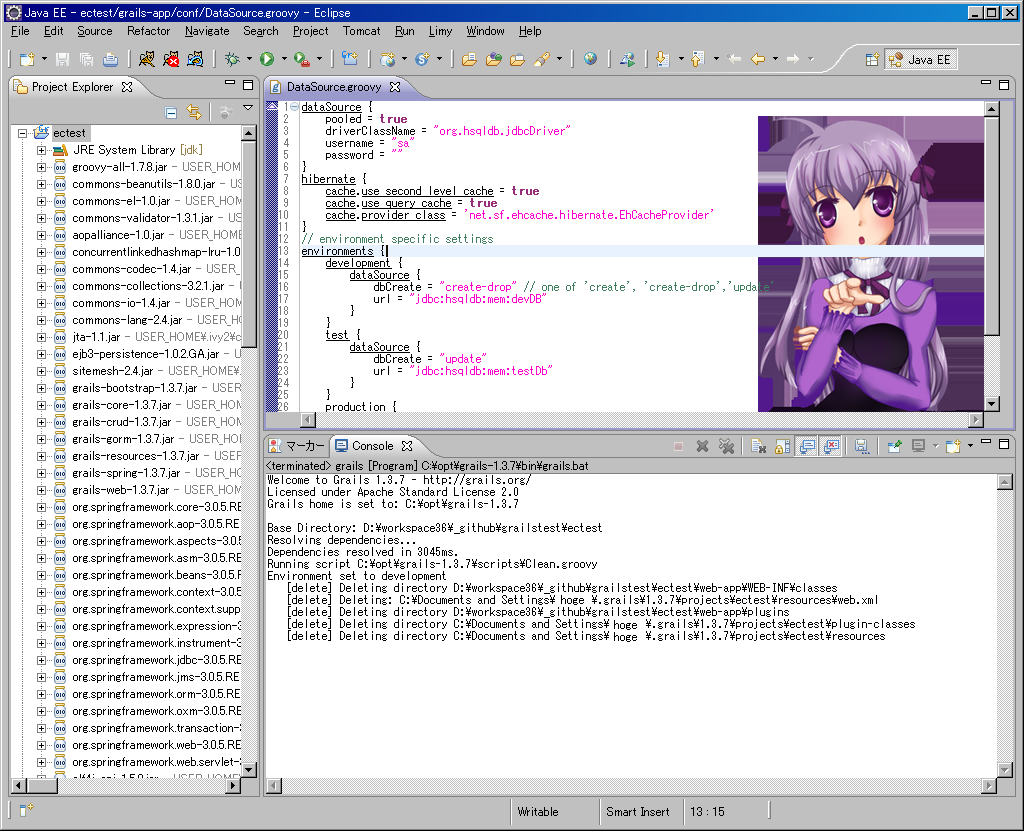 Java EE - ectest/grails-app/conf/DataSource.groovy - Eclipse
File Edit Source Refactor Navigate Search Project Tomcat Run Limy Window Help
Java EE
Project Explorer
ectest
JRE System Library [jdk]
groovy-all-1.7.8.jar - USER_HOM
commons-beanutils-1.8.0.jar - US
commons-el-1.0.jar - USER_HOME
commons-validator-1.3.1.jar - US
aopalliance-1.0.jar - USER_HOME
concurrentlinkedhashmap-lru-1.0
commons-codec-1.4.jar - USER_
commons-collections-3.2.1.jar - U
commons-io-1.4.jar - USER_HOME
commons-lang-2.4.jar - USER_HO
jta-1.1.jar - USER_HOME¥.ivy2¥c
ejb3-persistence-1.0.2.GA.jar - U
sitemesh-2.4.jar - USER_HOME¥.
grails-bootstrap-1.3.7.jar - USER
grails-core-1.3.7.jar - USER_HOM
grails-crud-1.3.7.jar - USER_HOM
grails-gorm-1.3.7.jar - USER_HOM
grails-resources-1.3.7.jar - USER
grails-spring-1.3.7.jar - USER_HO
grails-web-1.3.7.jar - USER_HOM
org.springframework.core-3.0.5.R
org.springframework.aop-3.0.5.RE
org.springframework.aspects-3.0.
org.springframework.asm-3.0.5.RE
org.springframework.beans-3.0.5.
org.springframework.context-3.0.5
org.springframework.context.supp
org.springframework.expression-3
org.springframework.instrument-3
org.springframework.jdbc-3.0.5.RE
org.springframework.jms-3.0.5.RE
org.springframework.orm-3.0.5.RE
org.springframework.oxm-3.0.5.RE
org.springframework.transaction-
org.springframework.web-3.0.5.RE
org.springframework.web.servlet-
DataSource.groovy
1 dataSource {
2 pooled = true
3 driverClassName = "org.hsqldb.jdbcDriver"
4 username = "sa"
5 password = ""
6 }
7 hibernate {
8 cache.use_second_level_cache = true
9 cache.use_query_cache = true
10 cache.provider_class = 'net.sf.ehcache.hibernate.EhCacheProvider'
11 }
12 // environment specific settings
13 environments {
14 development {
15 dataSource {
16 dbCreate = "create-drop" // one of 'create', 'create-drop','update'
17 url = "jdbc:hsqldb:mem:devDB"
18 }
19 }
20 test {
21 dataSource {
22 dbCreate = "update"
23 url = "jdbc:hsqldb:mem:testDb"
24 }
25 }
26 production {
マーカー Console
<terminated> grails [Program] C:¥opt¥grails-1.3.7¥bin¥grails.bat
Welcome to Grails 1.3.7 - http://grails.org/
Licensed under Apache Standard License 2.0
Grails home is set to: C:¥opt¥grails-1.3.7
Base Directory: D:¥workspace36¥_github¥grailstest¥ectest
Resolving dependencies...
Dependencies resolved in 3045ms.
Running script C:¥opt¥grails-1.3.7¥scripts¥Clean.groovy
Environment set to development
[delete] Deleting directory D:¥workspace36¥_github¥grailstest¥ectest¥web-app¥WEB-INF¥classes
[delete] Deleting: C:¥Documents and Settings¥ hoge ¥.grails¥1.3.7¥projects¥ectest¥resources¥web.xml
[delete] Deleting directory D:¥workspace36¥_github¥grailstest¥ectest¥web-app¥plugins
[delete] Deleting directory C:¥Documents and Settings¥ hoge ¥.grails¥1.3.7¥projects¥ectest¥plugin-classes
[delete] Deleting directory C:¥Documents and Settings¥ hoge ¥.grails¥1.3.7¥projects¥ectest¥resources
Writable Smart Insert 13 : 15